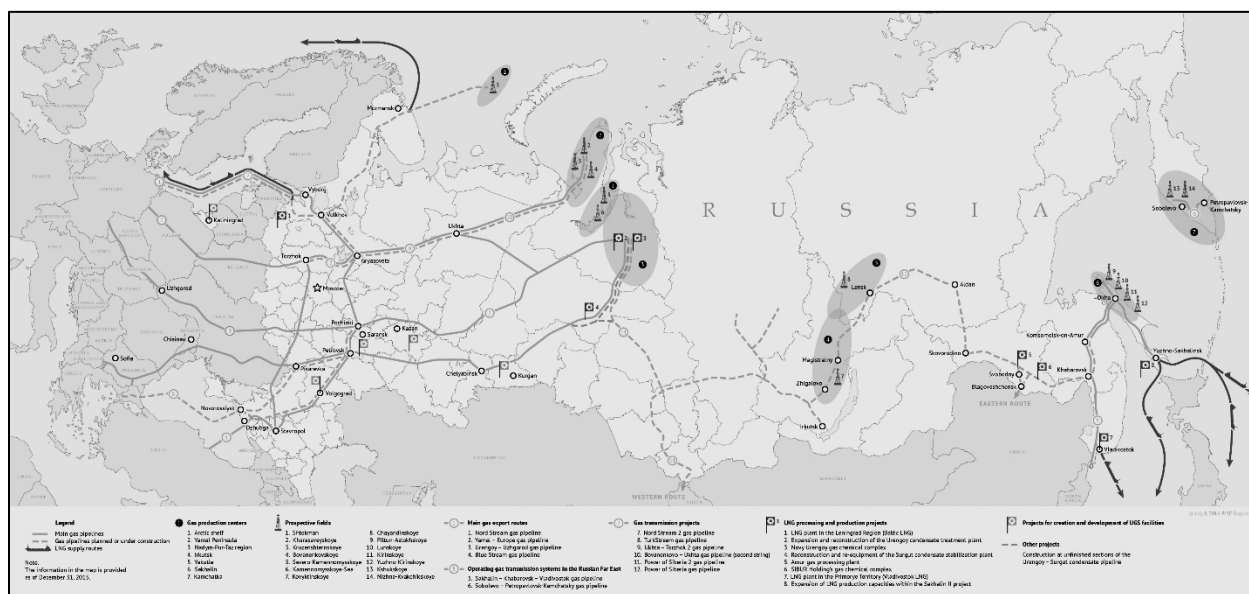 Murmansk
Vyborg
Volkhov
Kaliningrad
Ukhta
Torzhok
Gryazovets
Moscow
Uzhgorod
Pochinki
Saransk
Kazan
Chisinau
Petrovsk
Sofia
Pisarevka
Chelyabinsk
Kurgan
Volgograd
Novorossiysk
Dzhubga
Stavropol
R U S S I A
Lensk
Aldan
Magistralny
Skovorodino
Zhigalovo
Irkutsk
Svobodny
Blagoveshchensk
Komsomolsk-on-Amur
Khabarovsk
Okha
Yuzhno-Sakhalinsk
Vladivostok
Sobolevo
Petropavlovsk-
Kamchatsky
EASTERN ROUTE
WESTERN ROUTE
Legend
Main gas pipelines
Gas pipelines planned or under construction
LNG supply routes
Note.
The information in the map is provided
as of December 31, 2015.
Gas production centers
1. Arctic shelf
2. Yamal Peninsula
3. Nadym-Pur-Taz region
4. Irkutsk
5. Yakutia
6. Sakhalin
7. Kamchatka
Prospective fields
1. Shtokman
2. Kharasaveyskoye
3. Kruzenshternskoye
4. Bovanenkovskoye
5. Severo-Kamennomysskoye
6. Kamennomysskoye-Sea
7. Kovyktinskoye
8. Chayandinskoye
9. Piltun-Astokhskoye
10. Lunskoye
11. Kirinskoye
12. Yuzhno-Kirinskoye
13. Kshukskoye
14. Nizhne-Kvakchikskoye
Main gas export routes
1. Nord Stream gas pipeline
2. Yamal – Europe gas pipeline
3. Urengoy – Uzhgorod gas pipeline
4. Blue Stream gas pipeline
Operating gas transmission systems in the Russian Far East
5. Sakhalin – Khabarovsk – Vladivostok gas pipeline
6. Sobolevo – Petropavlovsk-Kamchatsky gas pipeline
Gas transmission projects
7. Nord Stream 2 gas pipeline
8. TurkStream gas pipeline
9. Ukhta – Torzhok 2 gas pipeline
10. Bovanenkovo – Ukhta gas pipeline (second string)
11. Power of Siberia 2 gas pipeline
12. Power of Siberia gas pipeline
LNG processing and production projects
1. LNG plant in the Leningrad Region (Baltic LNG)
2. Expansion and reconstruction of the Urengoy condensate treatment plant
3. Novy Urengoy gas chemical complex
4. Reconstruction and re-equipment of the Surgut condensate stabilization plant
5. Amur gas processing plant
6. SIBUR Holding's gas chemical complex
7. LNG plant in the Primorye Territory (Vladivostok LNG)
8. Expansion of LNG production capacities within the Sakhalin II project
Projects for creation and development of UGS facilities
Other projects
Construction at unfinished sections of the
Urengoy – Surgut condensate pipeline